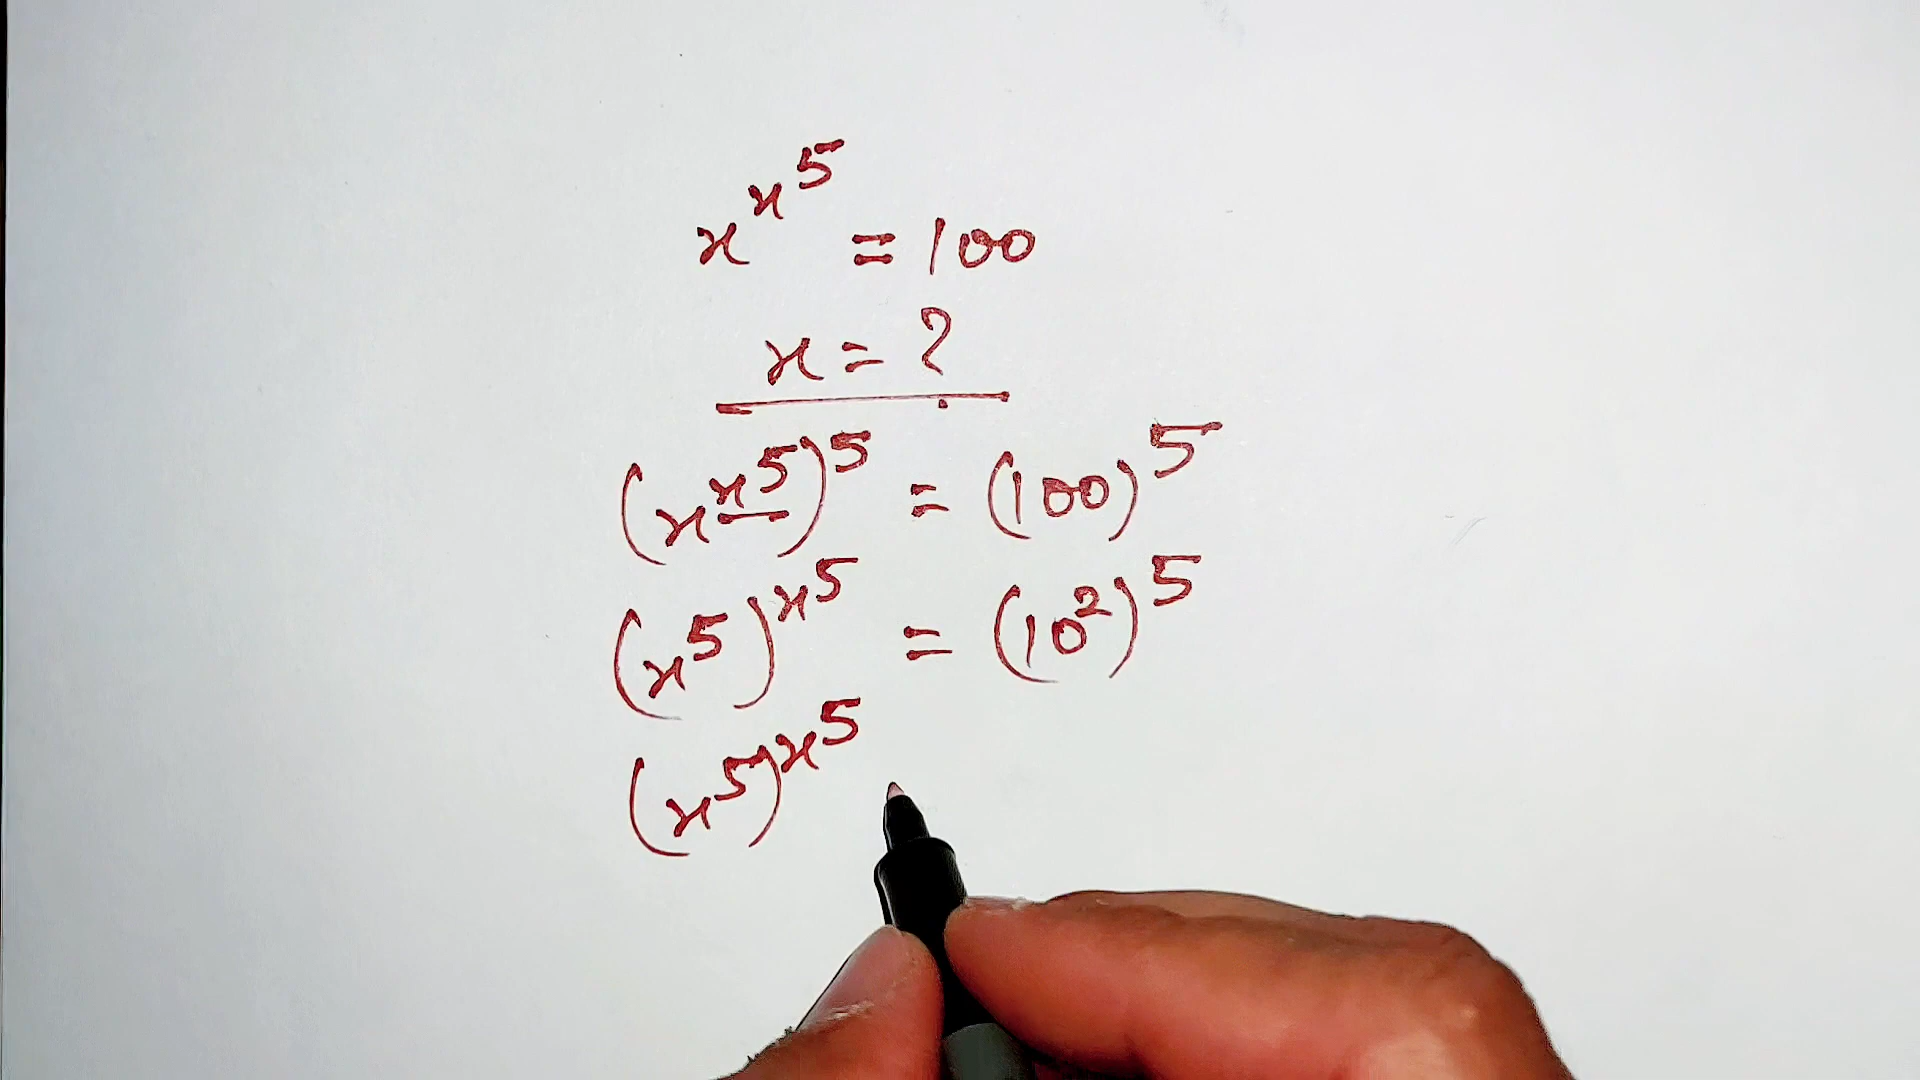 x^x^5 = 100
x = ?
(x^x^5)^5 = (100)^5
(x^5)^x^5 = (10^2)^5
(x^5)^x^5